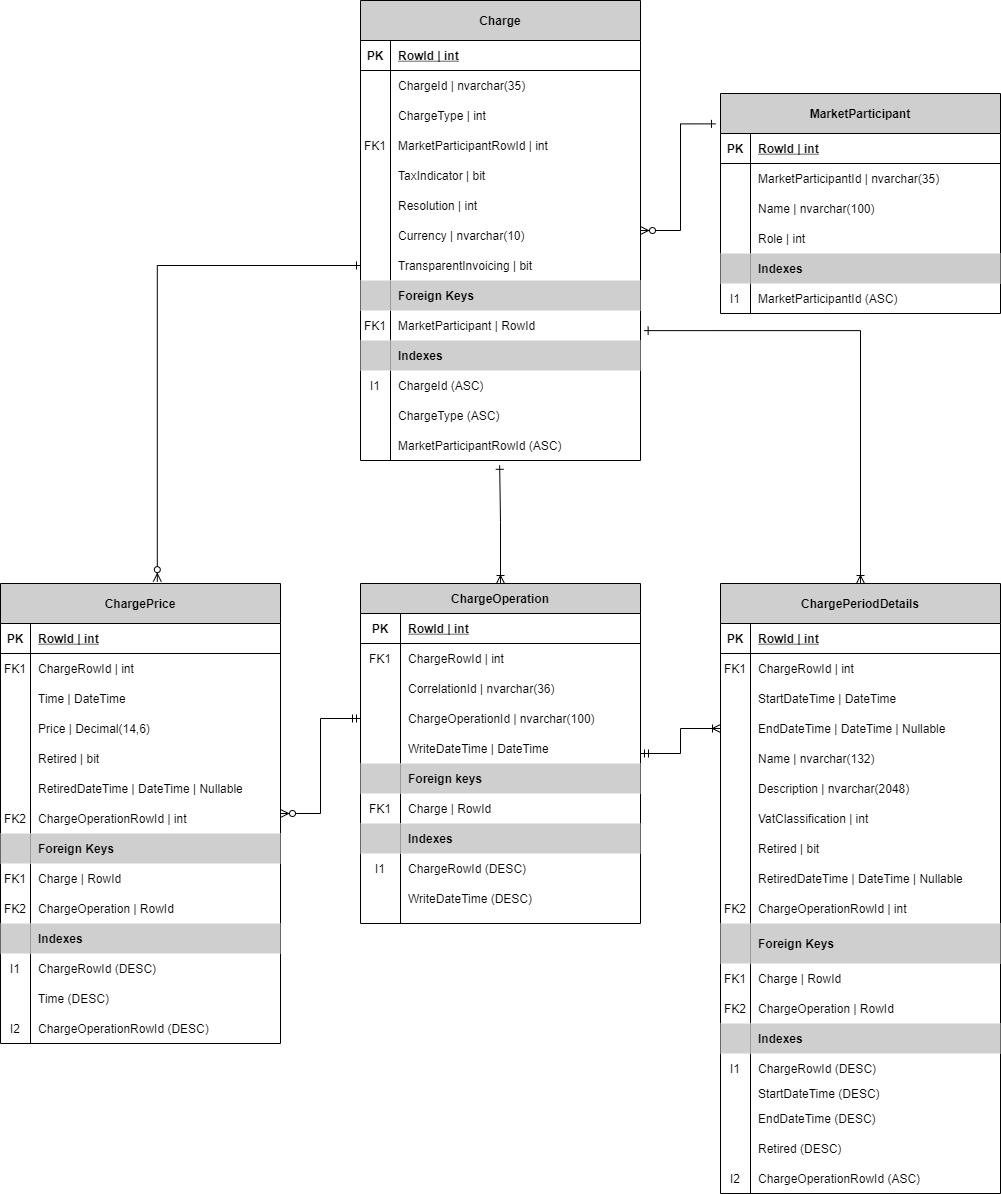 Charge
PK RowId | int
ChargeId | nvarchar(35)
ChargeType | int
FK1 MarketParticipantRowId | int
TaxIndicator | bit
Resolution | int
Currency | nvarchar(10)
TransparentInvoicing | bit
Foreign Keys
FK1 MarketParticipant | RowId
Indexes
I1 ChargeId (ASC)
ChargeType (ASC)
MarketParticipantRowId (ASC)
MarketParticipant
PK RowId | int
MarketParticipantId | nvarchar(35)
Name | nvarchar(100)
Role | int
Indexes
I1 MarketParticipantId (ASC)
ChargePrice
PK RowId | int
FK1 ChargeRowId | int
Time | DateTime
Price | Decimal(14,6)
Retired | bit
RetiredDateTime | DateTime | Nullable
FK2 ChargeOperationRowId | int
Foreign Keys
FK1 Charge | RowId
FK2 ChargeOperation | RowId
Indexes
I1 ChargeRowId (DESC)
Time (DESC)
I2 ChargeOperationRowId (DESC)
ChargeOperation
PK RowId | int
FK1 ChargeRowId | int
CorrelationId | nvarchar(36)
ChargeOperationId | nvarchar(100)
WriteDateTime | DateTime
Foreign keys
FK1 Charge | RowId
Indexes
I1 ChargeRowId (DESC)
WriteDateTime (DESC)
ChargePeriodDetails
PK RowId | int
FK1 ChargeRowId | int
StartDateTime | DateTime
EndDateTime | DateTime | Nullable
Name | nvarchar(132)
Description | nvarchar(2048)
VatClassification | int
Retired | bit
RetiredDateTime | DateTime | Nullable
FK2 ChargeOperationRowId | int
Foreign Keys
FK1 Charge | RowId
FK2 ChargeOperation | RowId
Indexes
I1 ChargeRowId (DESC)
StartDateTime (DESC)
EndDateTime (DESC)
Retired (DESC)
I2 ChargeOperationRowId (ASC)